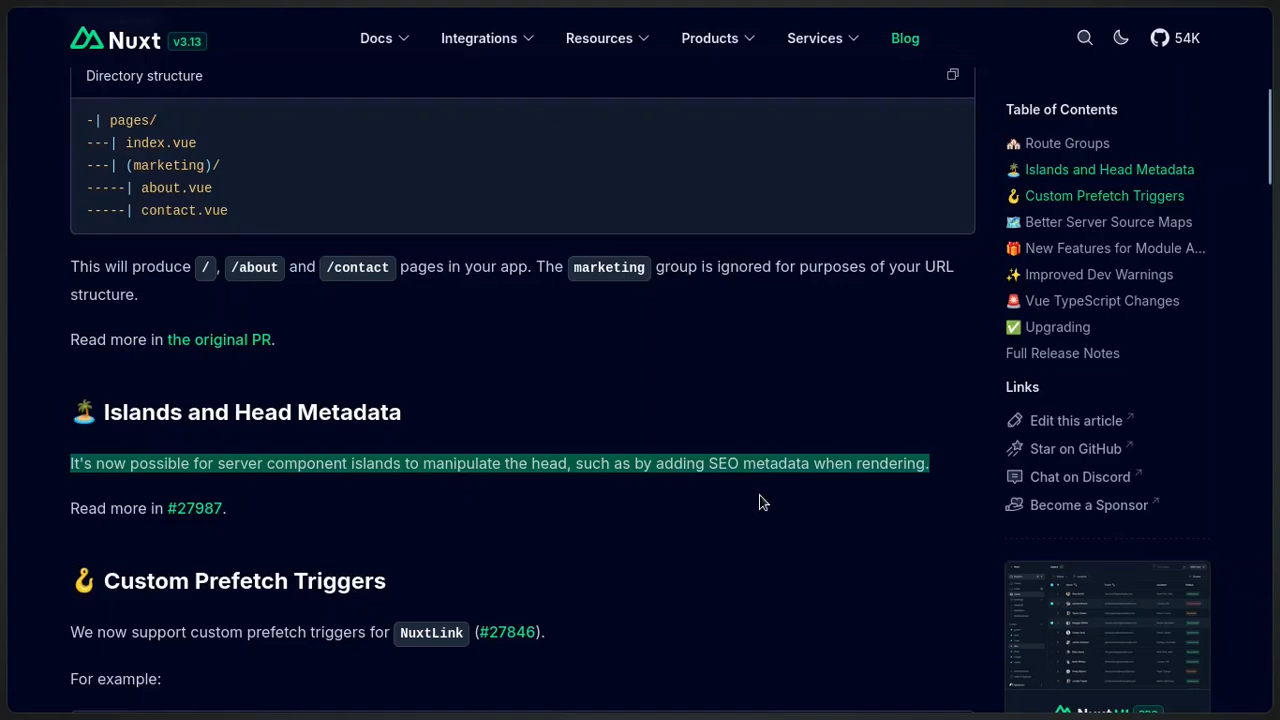 Nuxt v3.13 Docs Integrations Resources Products Services Blog 54K
Directory structure
-| pages/
---| index.vue
---| (marketing)/
-----| about.vue
-----| contact.vue
This will produce / , /about and /contact pages in your app. The marketing group is ignored for purposes of your URL
structure.
Read more in the original PR.
🏝️ Islands and Head Metadata
It's now possible for server component islands to manipulate the head, such as by adding SEO metadata when rendering.
Read more in #27987.
🪝 Custom Prefetch Triggers
We now support custom prefetch triggers for NuxtLink (#27846).
For example:
Table of Contents
🏘️ Route Groups
🏝️ Islands and Head Metadata
🪝 Custom Prefetch Triggers
🗺️ Better Server Source Maps
🎁 New Features for Module A...
✨ Improved Dev Warnings
🚨 Vue TypeScript Changes
✅ Upgrading
Full Release Notes
Links
Edit this article
Star on GitHub
Chat on Discord
Become a Sponsor